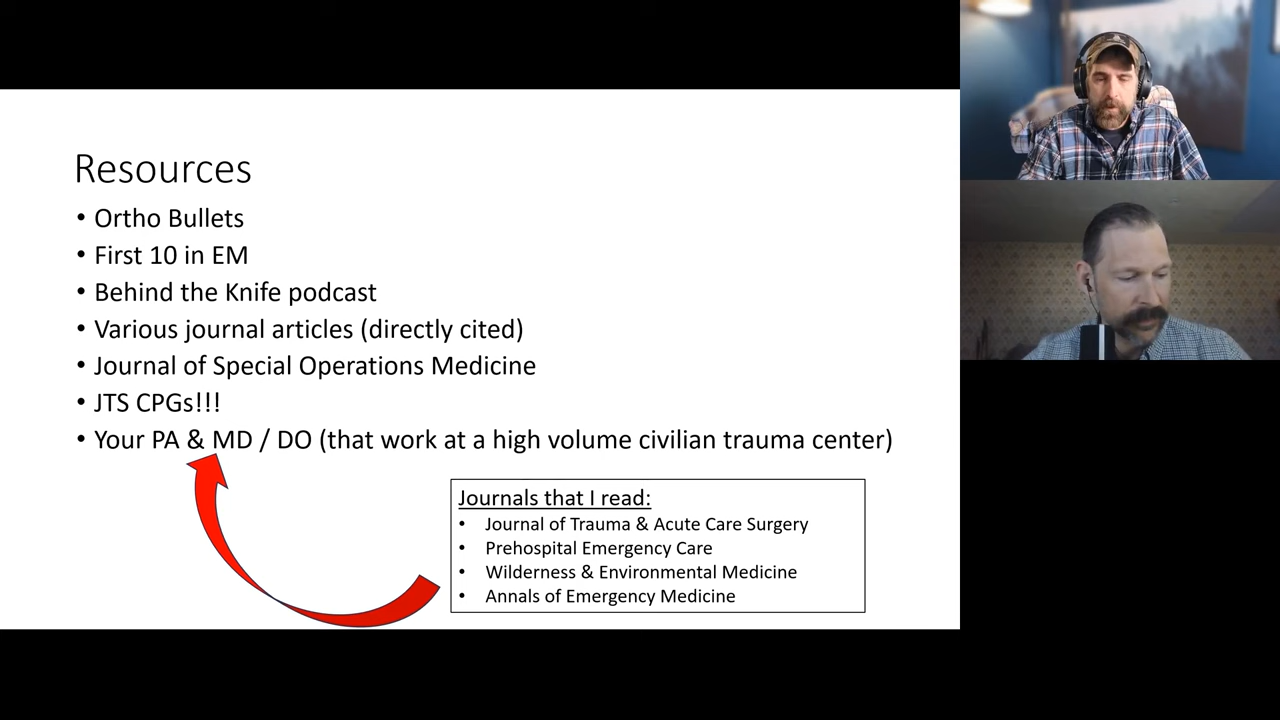 Resources
• Ortho Bullets
• First 10 in EM
• Behind the Knife podcast
• Various journal articles (directly cited)
• Journal of Special Operations Medicine
• JTS CPGs!!!
• Your PA & MD / DO (that work at a high volume civilian trauma center)
Journals that I read:
• Journal of Trauma & Acute Care Surgery
• Prehospital Emergency Care
• Wilderness & Environmental Medicine
• Annals of Emergency Medicine